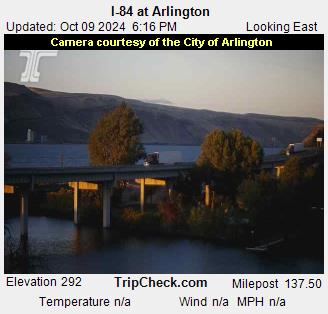 I-84 at Arlington
Updated: Oct 09 2024 6:16 PM Looking East
Camera courtesy of the City of Arlington
Elevation 292 TripCheck.com Milepost 137.50
Temperature n/a Wind n/a MPH n/a